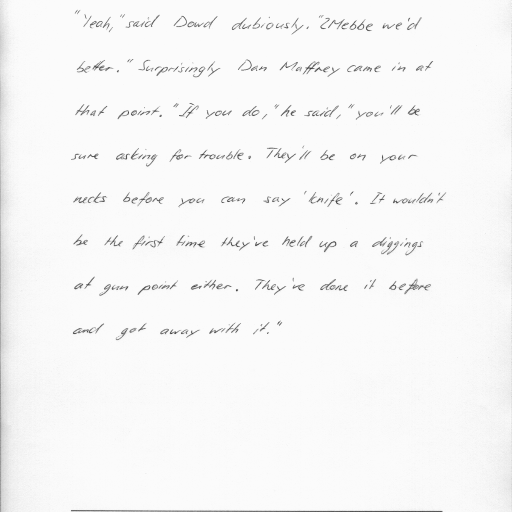 "Yeah," said Dowd dubiously. "2Mebbe we'd
better." Surprisingly Dan Maffrey came in at
that point. "If you do," he said, "you'll be
sure asking for trouble. They'll be on your
necks before you can say 'knife'. It wouldn't
be the first time they've held up a diggings
at gun point either. They've done it before
and got away with it."